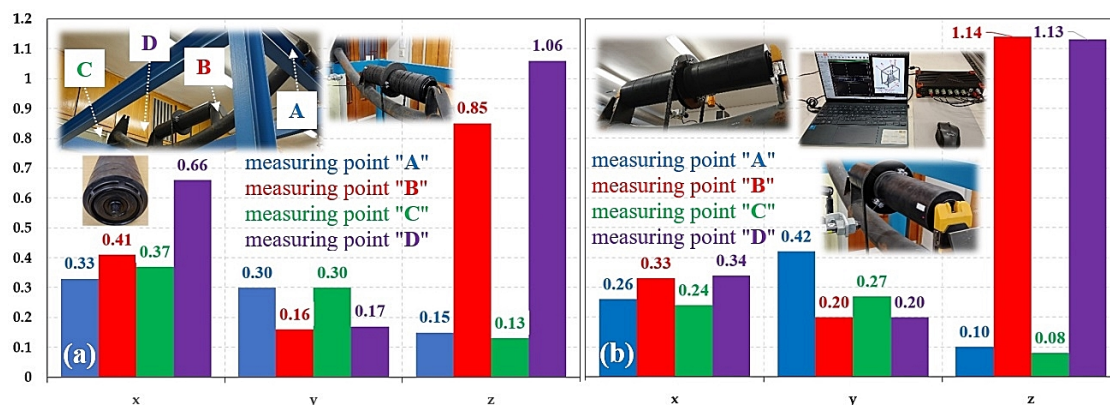 1.2
1.1
1
0.9
0.8
0.7
0.6
0.5
0.4
0.3
0.2
0.1
0
D
C
B
A
measuring point "A"
measuring point "B"
measuring point "C"
measuring point "D"
0.33
0.41
0.37
0.66
0.30
0.16
0.30
0.17
0.15
0.85
0.13
1.06
(a)
x
y
z
measuring point "A"
measuring point "B"
measuring point "C"
measuring point "D"
0.26
0.33
0.24
0.34
0.42
0.20
0.27
0.20
0.10
1.14
0.08
1.13
(b)
x
y
z